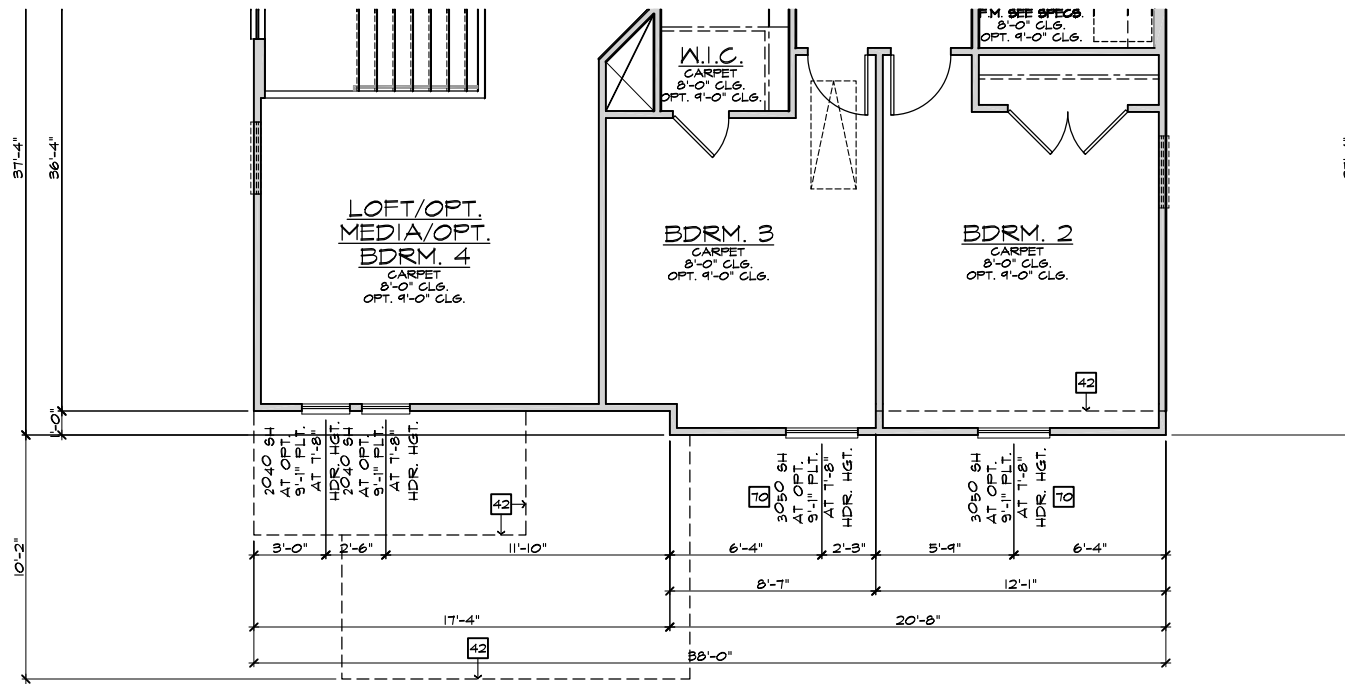 F.M. SEE SPECS.
8'-0" CLG.
OPT. 9'-0" CLG.
W.I.C.
CARPET
8'-0" CLG.
OPT. 9'-0" CLG.
37'-4"
36'-4"
LOFT/OPT.
MEDIA/OPT.
BDRM. 4
CARPET
8'-0" CLG.
OPT. 9'-0" CLG.
BDRM. 3
CARPET
8'-0" CLG.
OPT. 9'-0" CLG.
BDRM. 2
CARPET
8'-0" CLG.
OPT. 9'-0" CLG.
42
1'-0"
2040 SH
AT OPT.
9'-1" PLT.
AT 7'-8"
HDR. HGT.
2040 SH
AT OPT.
9'-1" PLT.
AT 7'-8"
HDR. HGT.
42
70
3050 SH
AT OPT.
9'-1" PLT.
AT 7'-8"
HDR. HGT.
3050 SH
AT OPT.
9'-1" PLT.
AT 7'-8"
HDR. HGT.
70
10'-2"
3'-0"
2'-6"
11'-10"
6'-4"
2'-3"
5'-9"
6'-4"
8'-7"
12'-1"
17'-4"
20'-8"
42
38'-0"